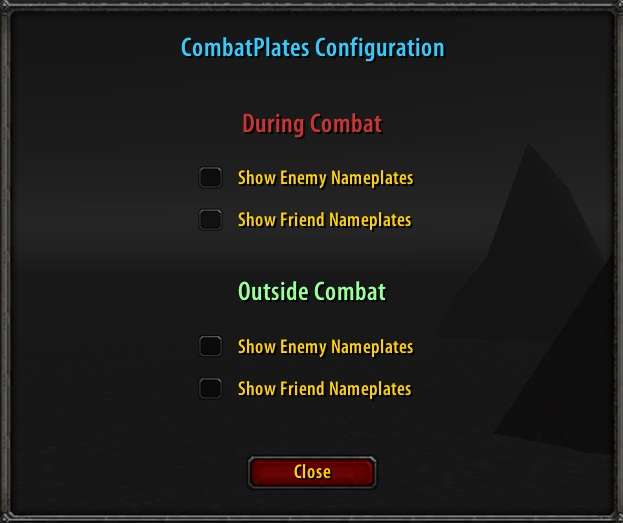 CombatPlates Configuration
During Combat
Show Enemy Nameplates
Show Friend Nameplates
Outside Combat
Show Enemy Nameplates
Show Friend Nameplates
Close